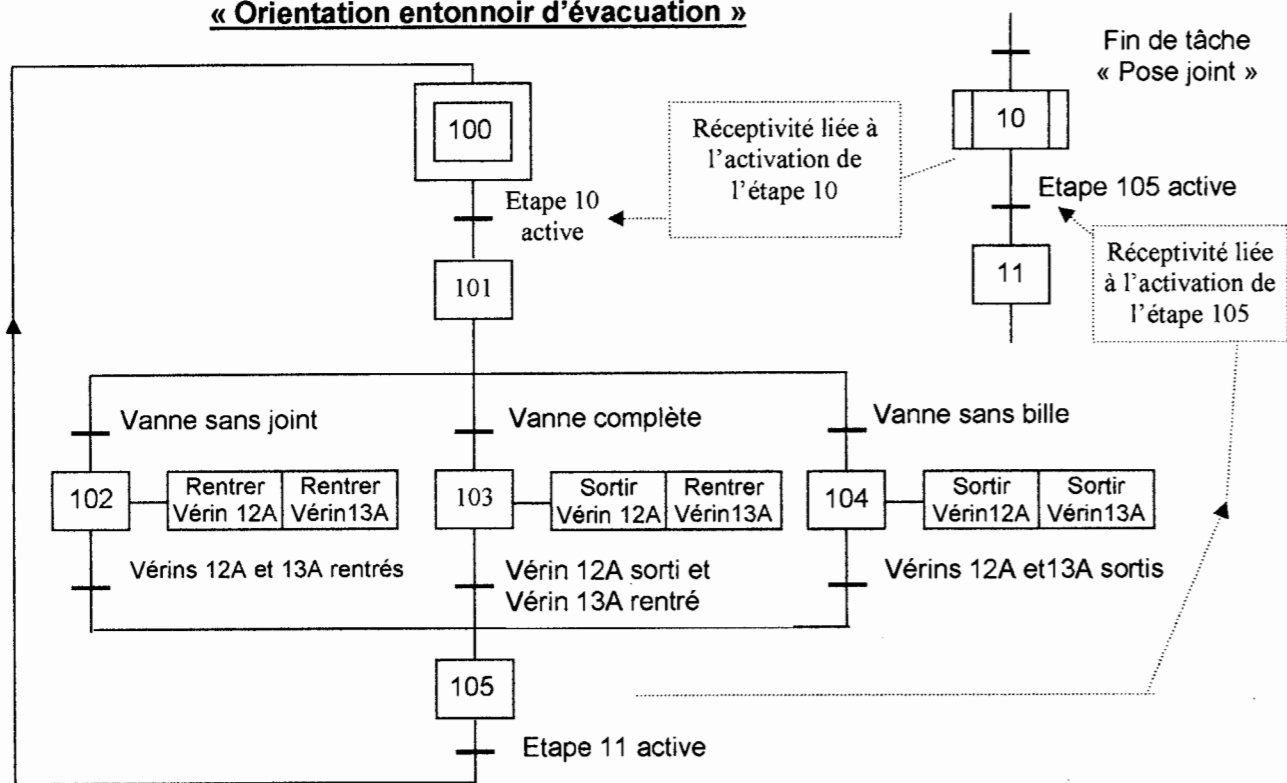 « Orientation entonnoir d'évacuation »
Fin de tâche
« Pose joint »
100
Réceptivité liée à
l'activation de
l'étape 10
10
Etape 10
active
Etape 105 active
101
11
Réceptivité liée
à l'activation de
l'étape 105
Vanne sans joint
Vanne complète
Vanne sans bille
102
Rentrer
Vérin 12A
Rentrer
Vérin13A
103
Sortir
Vérin 12A
Rentrer
Vérin13A
104
Sortir
Vérin12A
Sortir
Vérin13A
Vérins 12A et 13A rentrés
Vérin 12A sorti et
Vérin 13A rentré
Vérins 12A et13A sortis
105
Etape 11 active